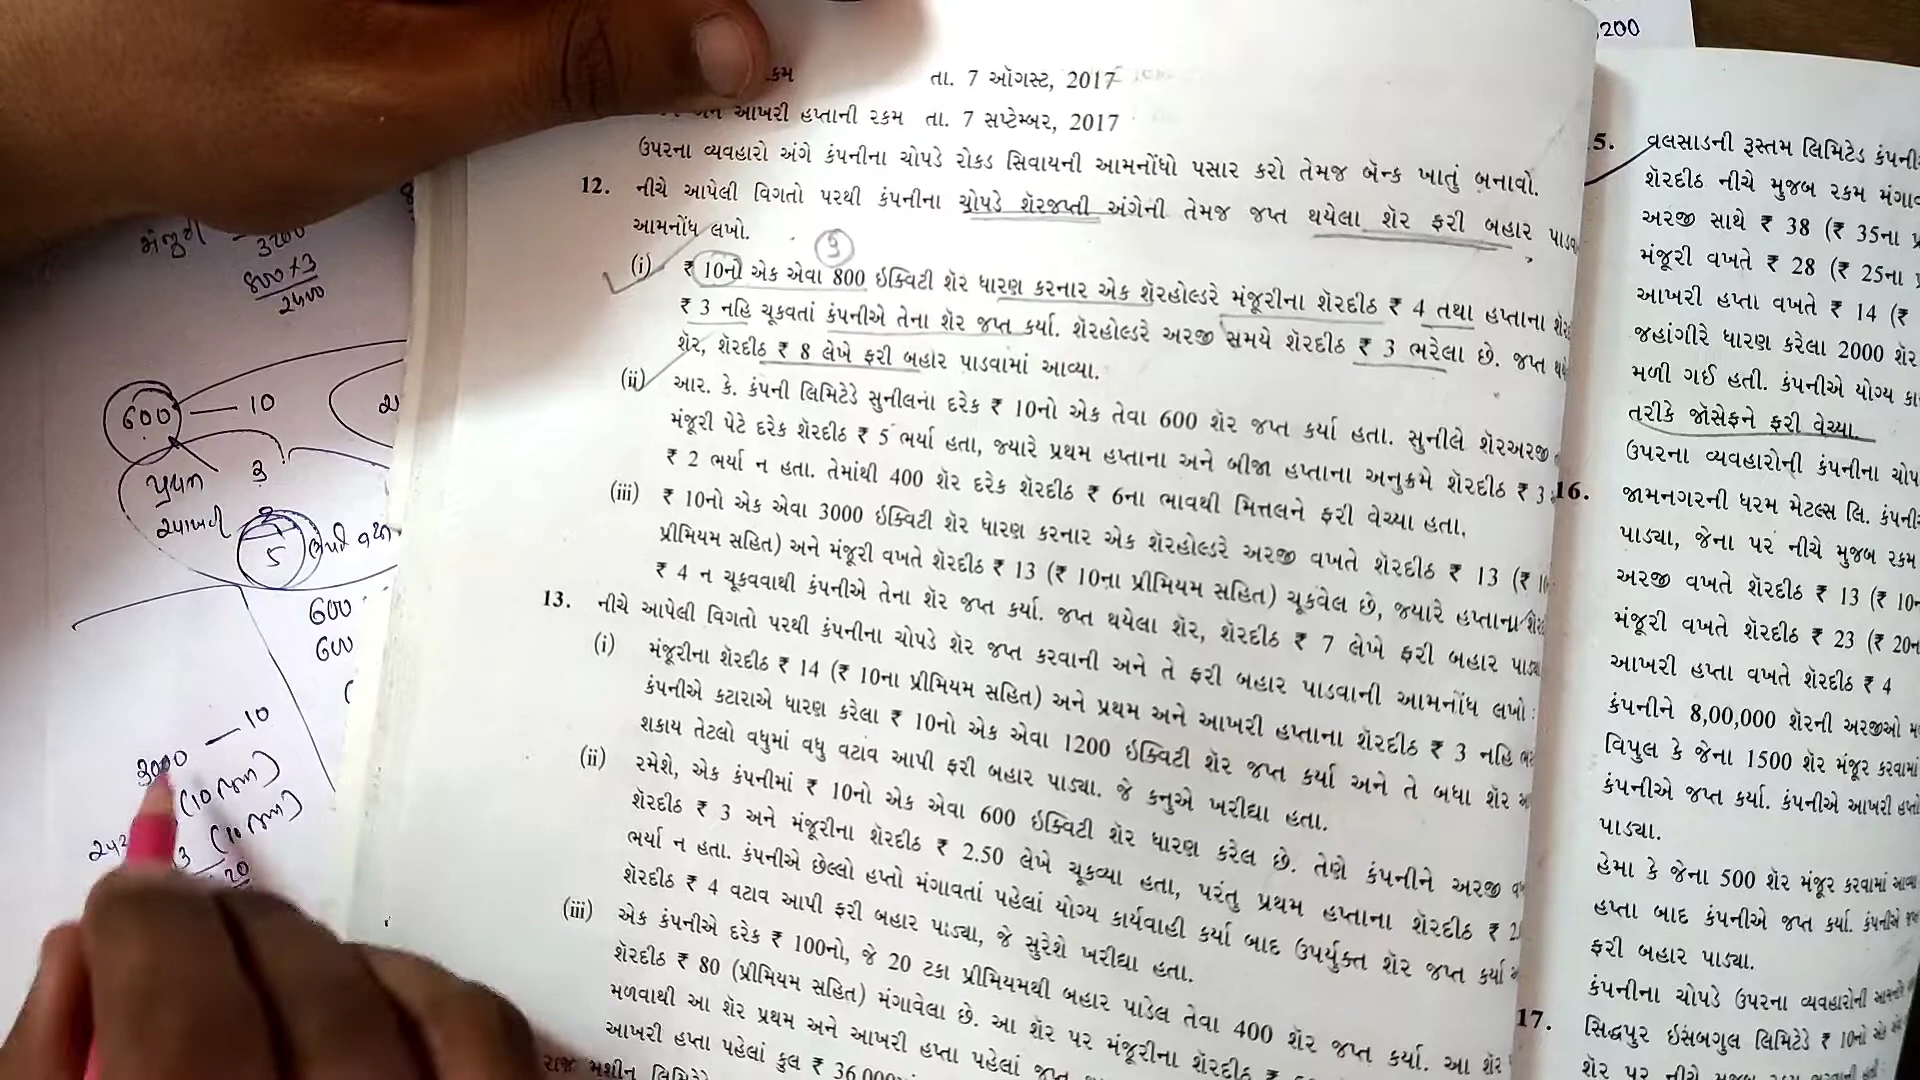 ,200
મંજુરી
3200
800 + 3
2400
600 — 10
પ્રથમ 3
આખરી 2
5
600
600
3000 — 10
3
20
કમ તા. 7 ઑગસ્ટ, 2017
આખરી હપ્તાની રકમ તા. 7 સપ્ટેમ્બર, 2017
ઉપરના વ્યવહારો અંગે કંપનીના ચોપડે રોકડ સિવાયની આમનોંધો પસાર કરો તેમજ બૅન્ક ખાતું બનાવો.
12. નીચે આપેલી વિગતો પરથી કંપનીના ચોપડે શૅરજપ્તી અંગેની તેમજ જપ્ત થયેલા શૅર ફરી બહાર
આમનોંધ લખો.
3
(i) ₹ 10નો એક એવા 800 ઇક્વિટી શૅર ધારણ કરનાર એક શૅરહોલ્ડરે મંજૂરીના શૅરદીઠ ₹ 4 તથા હપ્તાના
₹ 3 નહિ ચૂકવતાં કંપનીએ તેના શૅર જપ્ત કર્યા. શૅરહોલ્ડરે અરજી સમયે શૅરદીઠ ₹ 3 ભરેલા છે. જપ્ત
શૅર, શૅરદીઠ ₹ 8 લેખે ફરી બહાર પાડવામાં આવ્યા.
(ii) આર. કે. કંપની લિમિટેડે સુનીલના દરેક ₹ 10નો એક તેવા 600 શૅર જપ્ત કર્યા હતા. સુનીલે શૅરઅરજી
મંજૂરી પેટે દરેક શૅરદીઠ ₹ 5 ભર્યા હતા, જ્યારે પ્રથમ હપ્તાના અને બીજા હપ્તાના અનુક્રમે શૅરદીઠ ₹ 3
₹ 2 ભર્યા ન હતા. તેમાંથી 400 શૅર દરેક શૅરદીઠ ₹ 6ના ભાવથી મિત્તલને ફરી વેચ્યા હતા.
(iii) ₹ 10નો એક એવા 3000 ઇક્વિટી શૅર ધારણ કરનાર એક શૅરહોલ્ડરે અરજી વખતે શૅરદીઠ ₹ 13 (₹ 10
પ્રીમિયમ સહિત) અને મંજૂરી વખતે શૅરદીઠ ₹ 13 (₹ 10ના પ્રીમિયમ સહિત) ચૂકવેલ છે, જ્યારે હપ્તાના
₹ 4 ન ચૂકવવાથી કંપનીએ તેના શૅર જપ્ત કર્યા. જપ્ત થયેલા શૅર, શૅરદીઠ ₹ 7 લેખે ફરી બહાર
13. નીચે આપેલી વિગતો પરથી કંપનીના ચોપડે શૅર જપ્ત કરવાની અને તે ફરી બહાર પાડવાની આમનોંધ લખો :
(i) મંજૂરીના શૅરદીઠ ₹ 14 (₹ 10ના પ્રીમિયમ સહિત) અને પ્રથમ અને આખરી હપ્તાના શૅરદીઠ ₹ 3 નહિ
કંપનીએ કટારાએ ધારણ કરેલા ₹ 10નો એક એવા 1200 ઇક્વિટી શૅર જપ્ત કર્યા અને તે બધા શૅર
શકાય તેટલો વધુમાં વધુ વટાવ આપી ફરી બહાર પાડ્યા. જે કનુએ ખરીદ્યા હતા.
(ii) રમેશે, એક કંપનીમાં ₹ 10નો એક એવા 600 ઇક્વિટી શૅર ધારણ કરેલ છે. તેણે કંપનીને અરજી
શૅરદીઠ ₹ 3 અને મંજૂરીના શૅરદીઠ ₹ 2.50 લેખે ચૂકવ્યા હતા, પરંતુ પ્રથમ હપ્તાના શૅરદીઠ ₹
ભર્યા ન હતા. કંપનીએ છેલ્લો હપ્તો મંગાવતાં પહેલાં યોગ્ય કાર્યવાહી કર્યા બાદ ઉપર્યુક્ત શૅર જપ્ત કર્યા
શૅરદીઠ ₹ 4 વટાવ આપી ફરી બહાર પાડ્યા, જે સુરેશે ખરીદ્યા હતા.
(iii) એક કંપનીએ દરેક ₹ 100નો, જે 20 ટકા પ્રીમિયમથી બહાર પાડેલ તેવા 400 શૅર જપ્ત કર્યા. આ શૅર
શૅરદીઠ ₹ 80 (પ્રીમિયમ સહિત) મંગાવેલા છે. આ શૅર પર મંજૂરીના શૅરદીઠ ₹
મળવાથી આ શૅર પ્રથમ અને આખરી હપ્તા પહેલાં જપ્ત
આખરી હપ્તા પહેલાં કુલ ₹ 36,000
રાજ મશીન
5. વલસાડની રુસ્તમ લિમિટેડ
શૅરદીઠ નીચે મુજબ રકમ
અરજી સાથે ₹ 38 (₹ 35ના
મંજૂરી વખતે ₹ 28 (₹ 25ના
આખરી હપ્તા વખતે ₹ 14 (₹
જહાંગીરે ધારણ કરેલા 2000 શૅર
મળી ગઈ હતી. કંપનીએ યોગ્ય
તરીકે જૉસેફને ફરી વેચ્યા.
ઉપરના વ્યવહારોની કંપનીના
16. જામનગરની ધરમ મેટલ્સ લિ.
પાડ્યા, જેના પર નીચે મુજબ રકમ
અરજી વખતે શૅરદીઠ ₹ 13 (₹
મંજૂરી વખતે શૅરદીઠ ₹ 23 (₹
આખરી હપ્તા વખતે શૅરદીઠ ₹ 4
કંપનીને 8,00,000 શૅરની અરજીઓ
વિપુલ કે જેના 1500 શૅર મંજૂર કરવામાં
કંપનીએ જપ્ત કર્યા. કંપનીએ આખરી
પાડ્યા.
હેમા કે જેના 500 શૅર મંજૂર કરવામાં
હપ્તા બાદ કંપનીએ જપ્ત કર્યા. કંપનીએ
ફરી બહાર પાડ્યા.
કંપનીના ચોપડે ઉપરના વ્યવહારોની
17. સિદ્ધપુર ઇસબગુલ લિમિટેડે ₹ 10નો
શૅર પર નીચે મુજબ રકમ